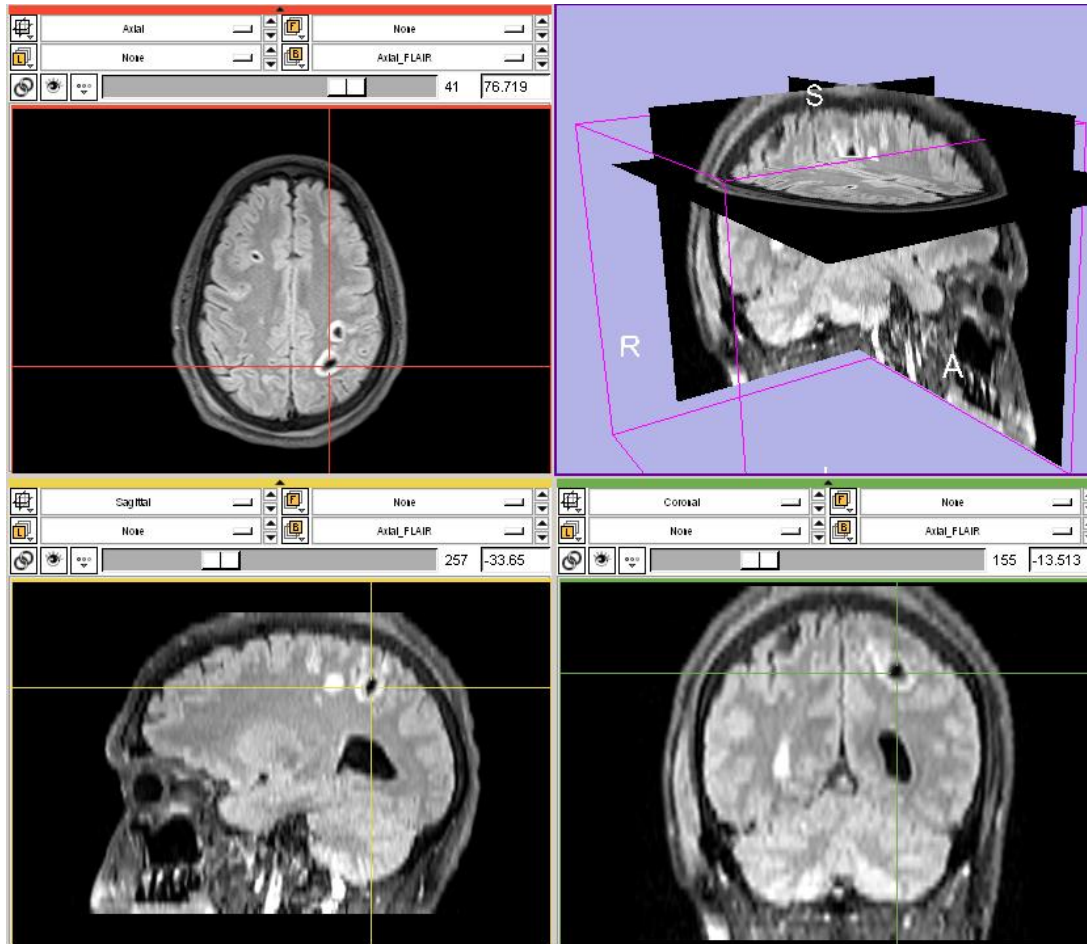 Axial None
None Axial_FLAIR
41 76.719
S
R
A
Sagittal None
None Axial_FLAIR
257 -33.65
Coronal None
None Axial_FLAIR
155 -13.513